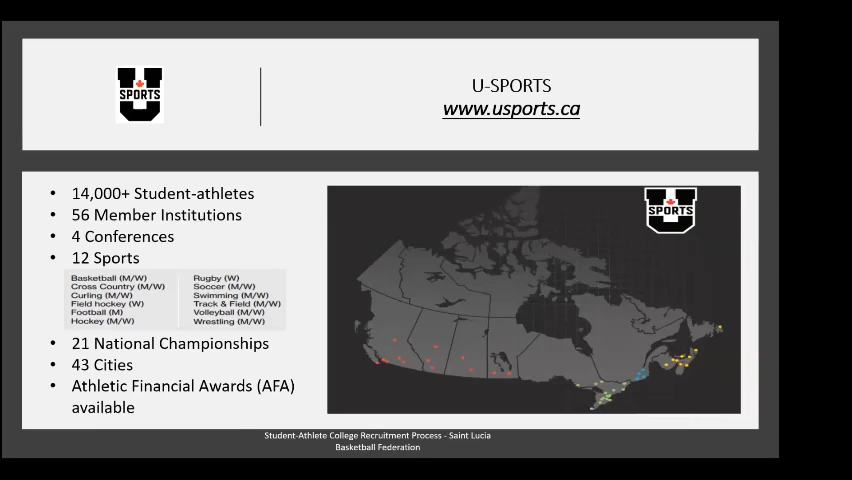 SPORTS
U-SPORTS
www.usports.ca
• 14,000+ Student-athletes
• 56 Member Institutions
• 4 Conferences
• 12 Sports
Basketball (M/W)
Cross Country (M/W)
Curling (M/W)
Field hockey (W)
Football (M)
Hockey (M/W)
Rugby (W)
Soccer (M/W)
Swimming (M/W)
Track & Field (M/W)
Volleyball (M/W)
Wrestling (M/W)
• 21 National Championships
• 43 Cities
• Athletic Financial Awards (AFA)
available
SPORTS
Student-Athlete College Recruitment Process - Saint Lucia
Basketball Federation